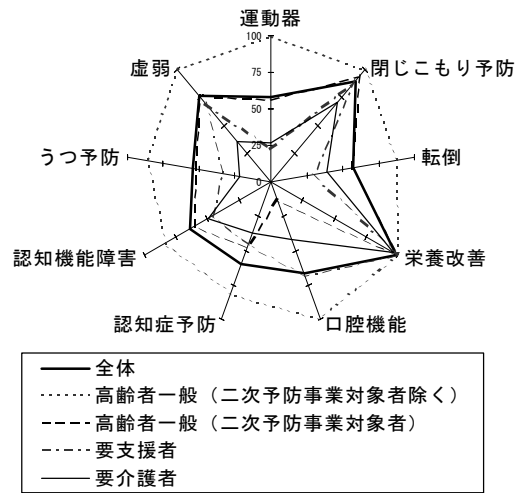 運動器
100
虚弱
閉じこもり予防
75
50
うつ予防
転倒
25
0
認知機能障害
栄養改善
認知症予防
口腔機能
全体
高齢者一般（二次予防事業対象者除く）
高齢者一般（二次予防事業対象者）
要支援者
要介護者